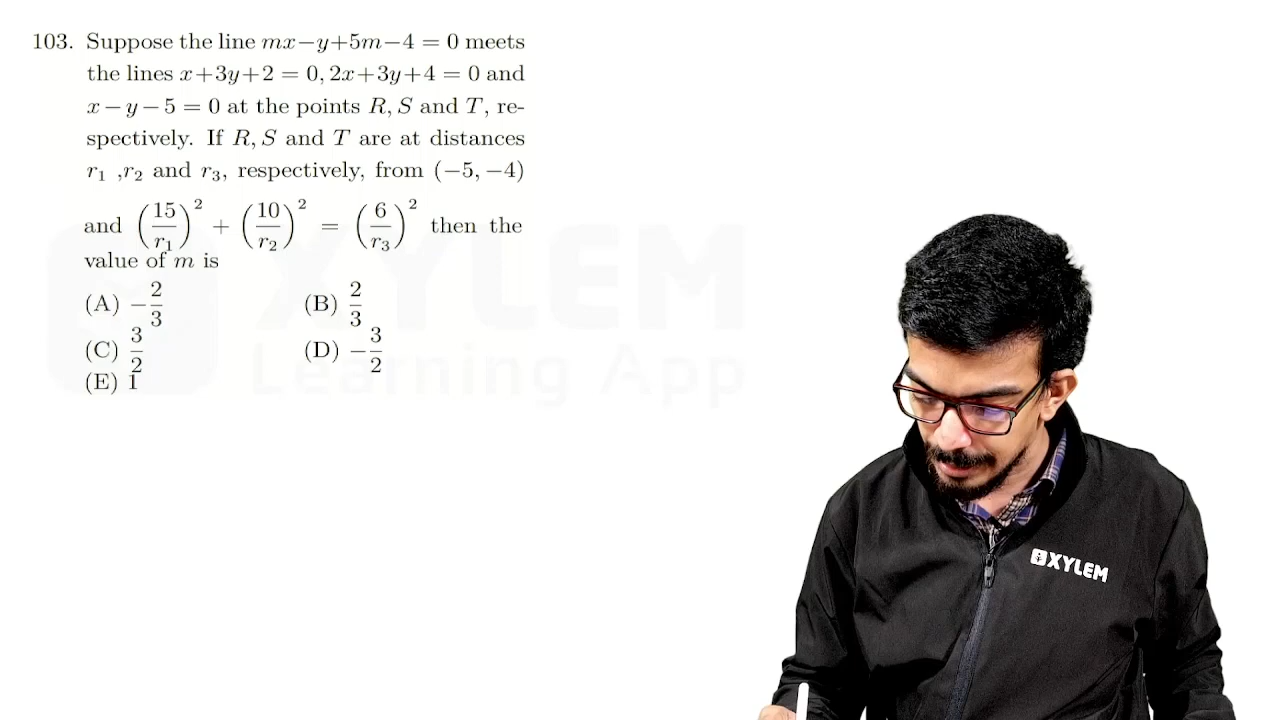 103. Suppose the line mx−y+5m−4 = 0 meets
the lines x+3y+2 = 0, 2x+3y+4 = 0 and
x−y−5 = 0 at the points R, S and T, re-
spectively. If R, S and T are at distances
r₁ ,r₂ and r₃, respectively, from (−5, −4)
and (15/r₁)² + (10/r₂)² = (6/r₃)² then the
value of m is
(A) −2/3 (B) 2/3
(C) 3/2 (D) −3/2
(E) 1
XYLEM
Learning App
XYLEM